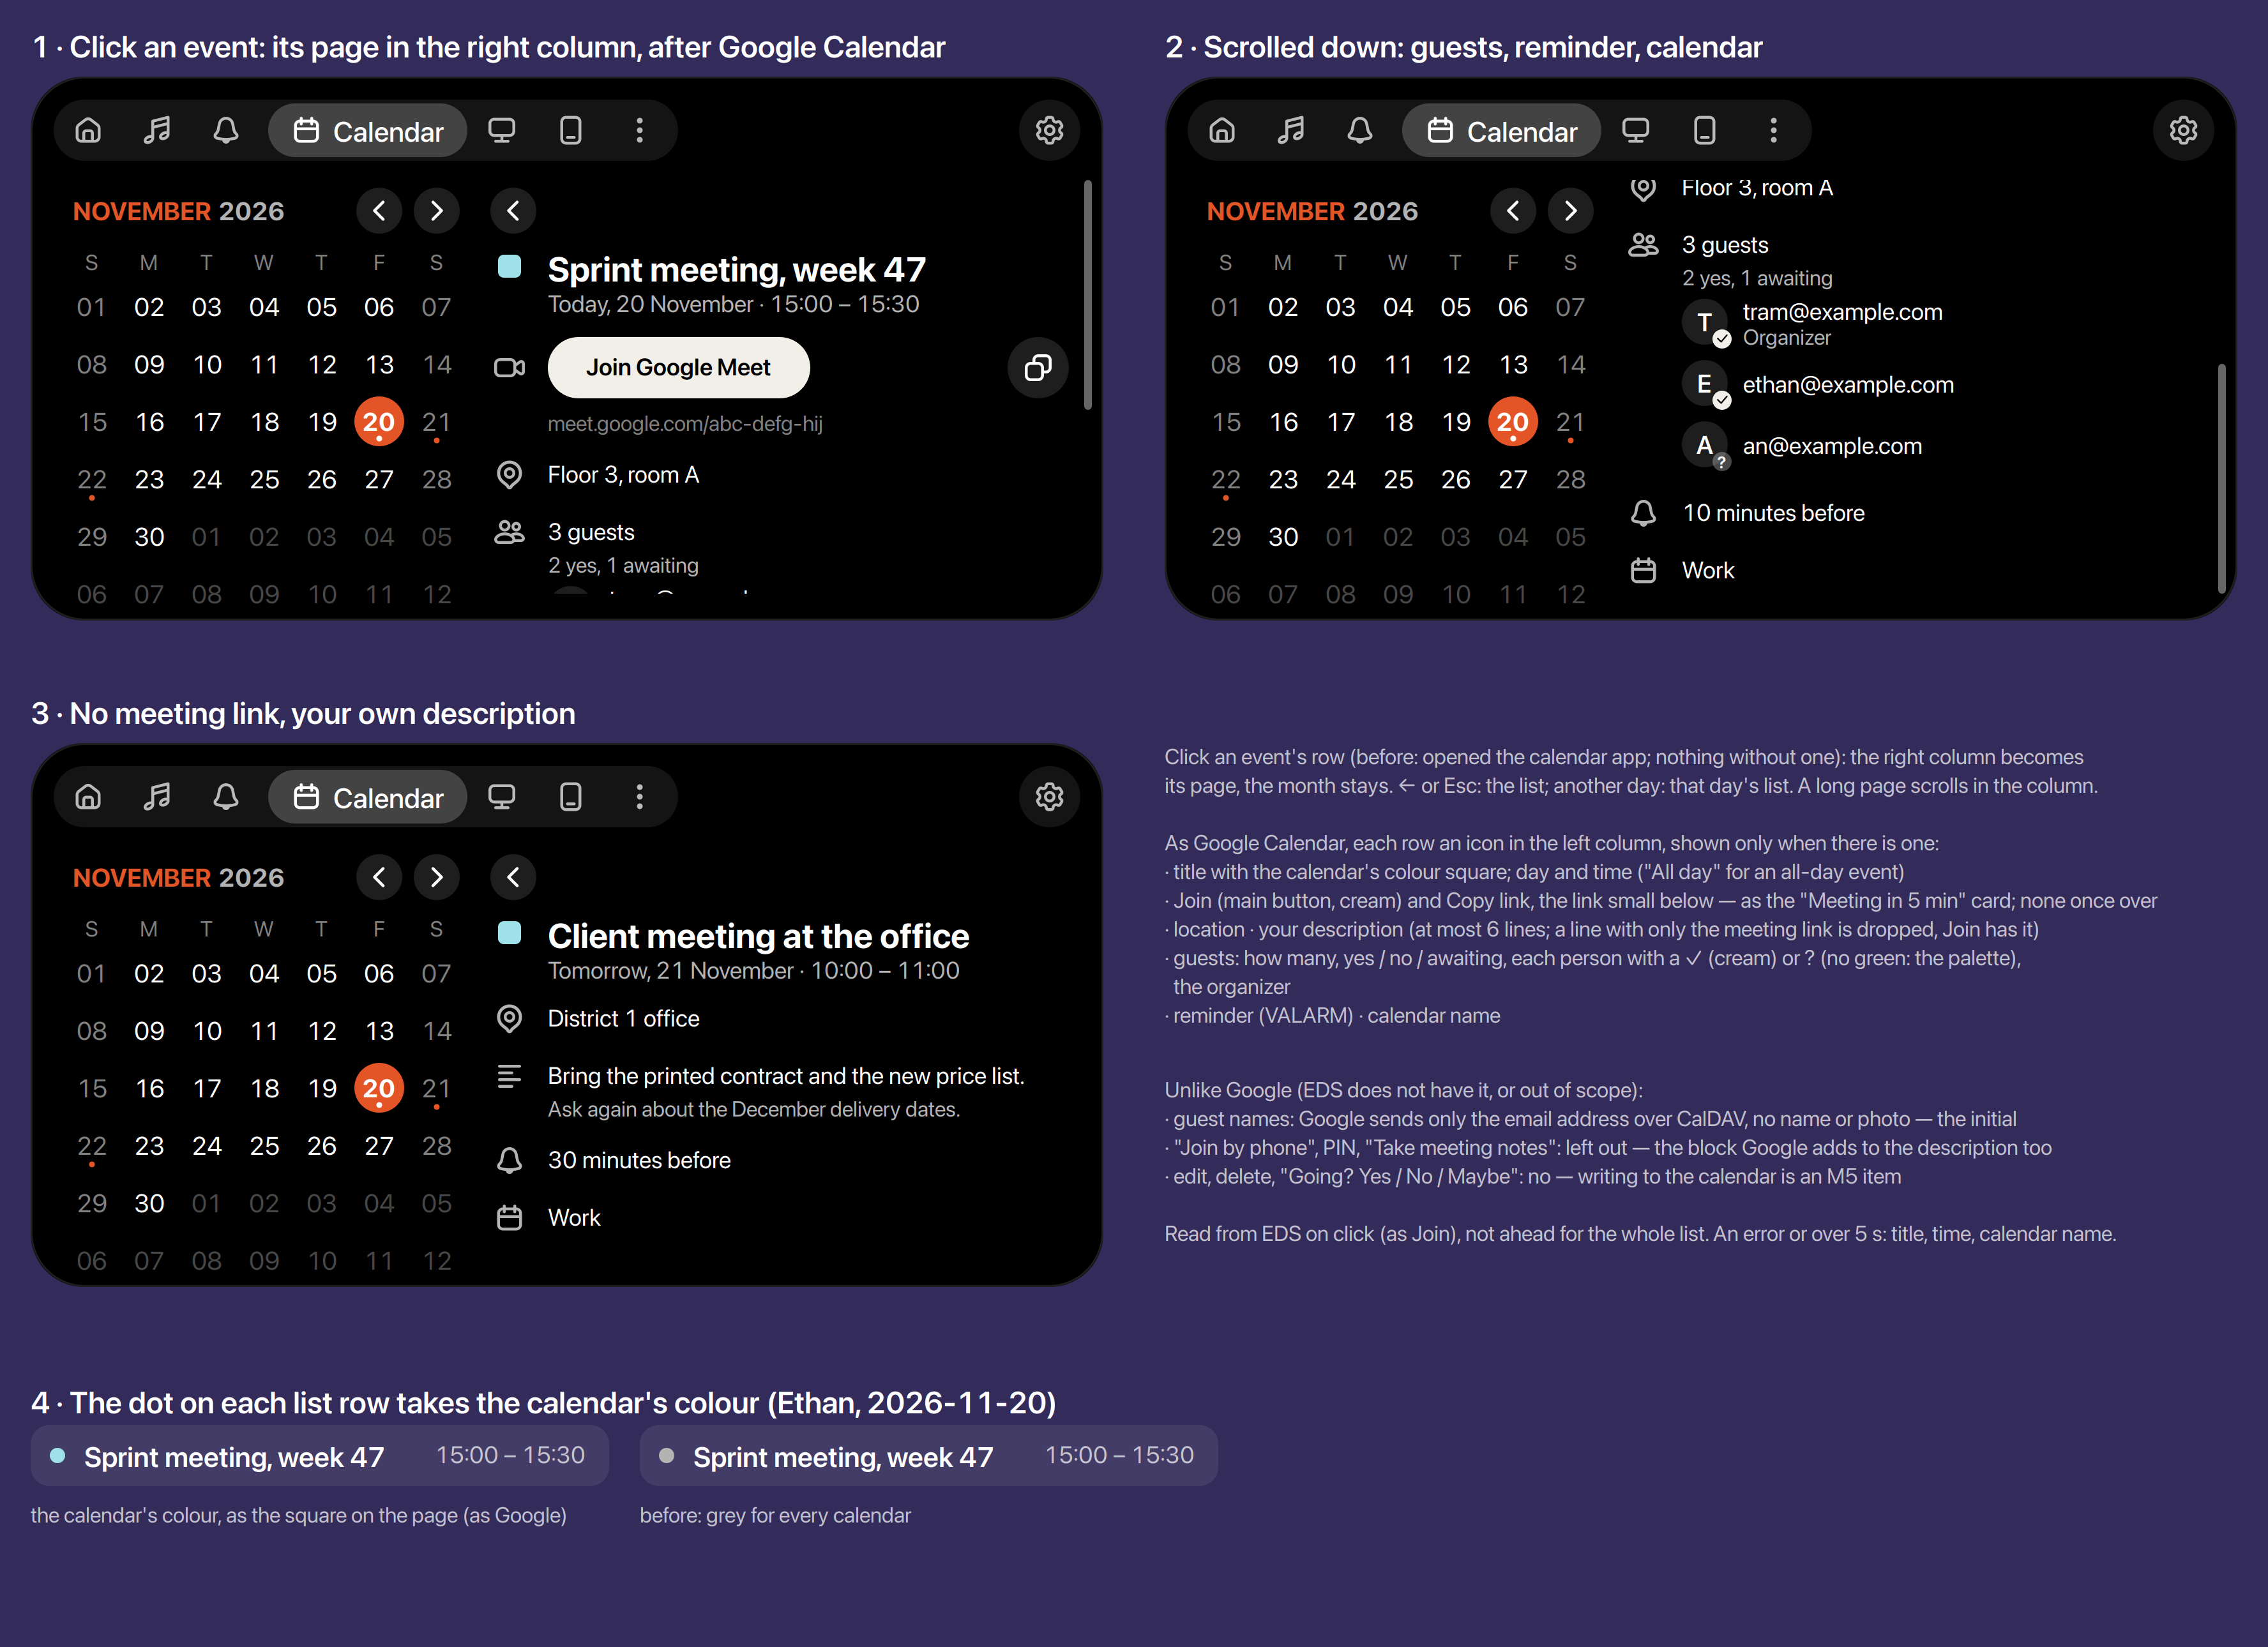 1 · Click an event: its page in the right column, after Google Calendar
Calendar
NOVEMBER 2026
S M T W T F S
01 02 03 04 05 06 07
08 09 10 11 12 13 14
15 16 17 18 19 20 21
22 23 24 25 26 27 28
29 30 01 02 03 04 05
06 07 08 09 10 11 12
Sprint meeting, week 47
Today, 20 November · 15:00 – 15:30
Join Google Meet
meet.google.com/abc-defg-hij
Floor 3, room A
3 guests
2 yes, 1 awaiting
2 · Scrolled down: guests, reminder, calendar
Calendar
NOVEMBER 2026
S M T W T F S
01 02 03 04 05 06 07
08 09 10 11 12 13 14
15 16 17 18 19 20 21
22 23 24 25 26 27 28
29 30 01 02 03 04 05
06 07 08 09 10 11 12
Floor 3, room A
3 guests
2 yes, 1 awaiting
T tram@example.com
Organizer
E ethan@example.com
A ? an@example.com
10 minutes before
Work
3 · No meeting link, your own description
Calendar
NOVEMBER 2026
S M T W T F S
01 02 03 04 05 06 07
08 09 10 11 12 13 14
15 16 17 18 19 20 21
22 23 24 25 26 27 28
29 30 01 02 03 04 05
06 07 08 09 10 11 12
Client meeting at the office
Tomorrow, 21 November · 10:00 – 11:00
District 1 office
Bring the printed contract and the new price list.
Ask again about the December delivery dates.
30 minutes before
Work
Click an event's row (before: opened the calendar app; nothing without one): the right column becomes
its page, the month stays. ← or Esc: the list; another day: that day's list. A long page scrolls in the column.
As Google Calendar, each row an icon in the left column, shown only when there is one:
· title with the calendar's colour square; day and time ("All day" for an all-day event)
· Join (main button, cream) and Copy link, the link small below — as the "Meeting in 5 min" card; none once over
· location · your description (at most 6 lines; a line with only the meeting link is dropped, Join has it)
· guests: how many, yes / no / awaiting, each person with a ✓ (cream) or ? (no green: the palette),
the organizer
· reminder (VALARM) · calendar name
Unlike Google (EDS does not have it, or out of scope):
· guest names: Google sends only the email address over CalDAV, no name or photo — the initial
· "Join by phone", PIN, "Take meeting notes": left out — the block Google adds to the description too
· edit, delete, "Going? Yes / No / Maybe": no — writing to the calendar is an M5 item
Read from EDS on click (as Join), not ahead for the whole list. An error or over 5 s: title, time, calendar name.
4 · The dot on each list row takes the calendar's colour (Ethan, 2026-11-20)
Sprint meeting, week 47 15:00 – 15:30
the calendar's colour, as the square on the page (as Google)
Sprint meeting, week 47 15:00 – 15:30
before: grey for every calendar